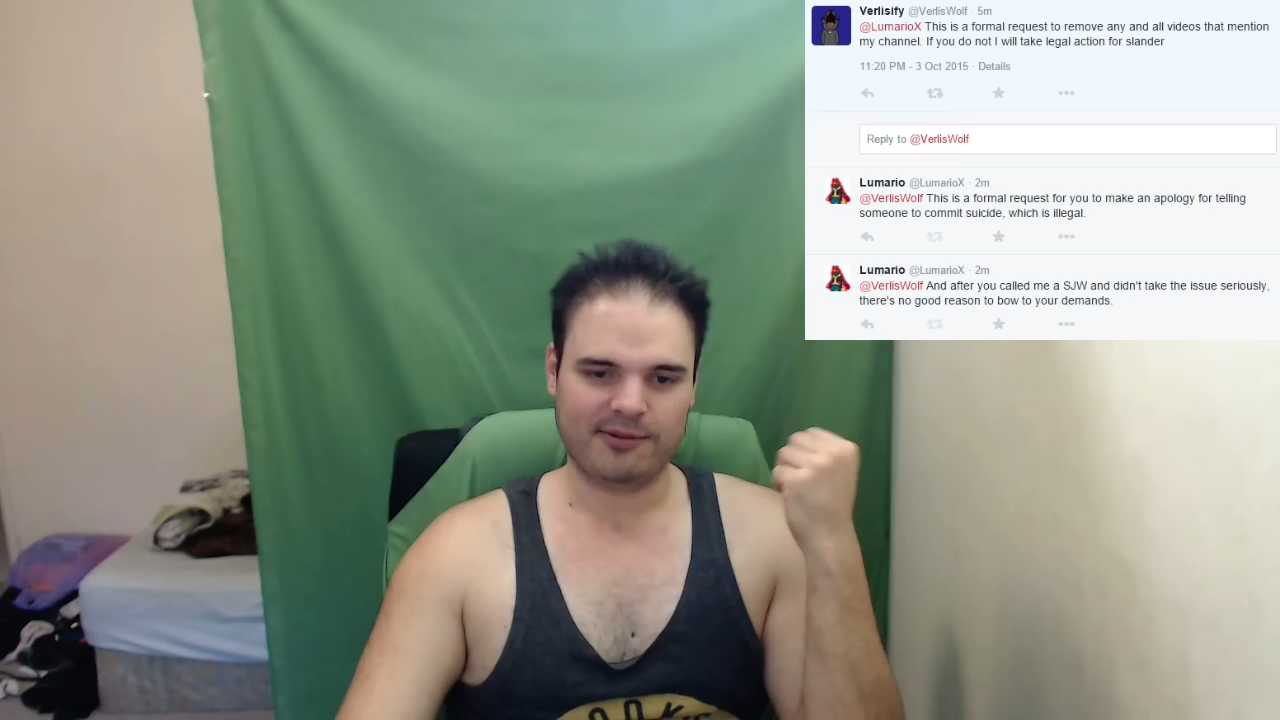 Verlisify @VerlisWolf · 5m
@LumarioX This is a formal request to remove any and all videos that mention
my channel. If you do not I will take legal action for slander
11:20 PM - 3 Oct 2015 · Details
Reply to @VerlisWolf
Lumario @LumarioX · 2m
@VerlisWolf This is a formal request for you to make an apology for telling
someone to commit suicide, which is illegal.
Lumario @LumarioX · 2m
@VerlisWolf And after you called me a SJW and didn't take the issue seriously,
there's no good reason to bow to your demands.